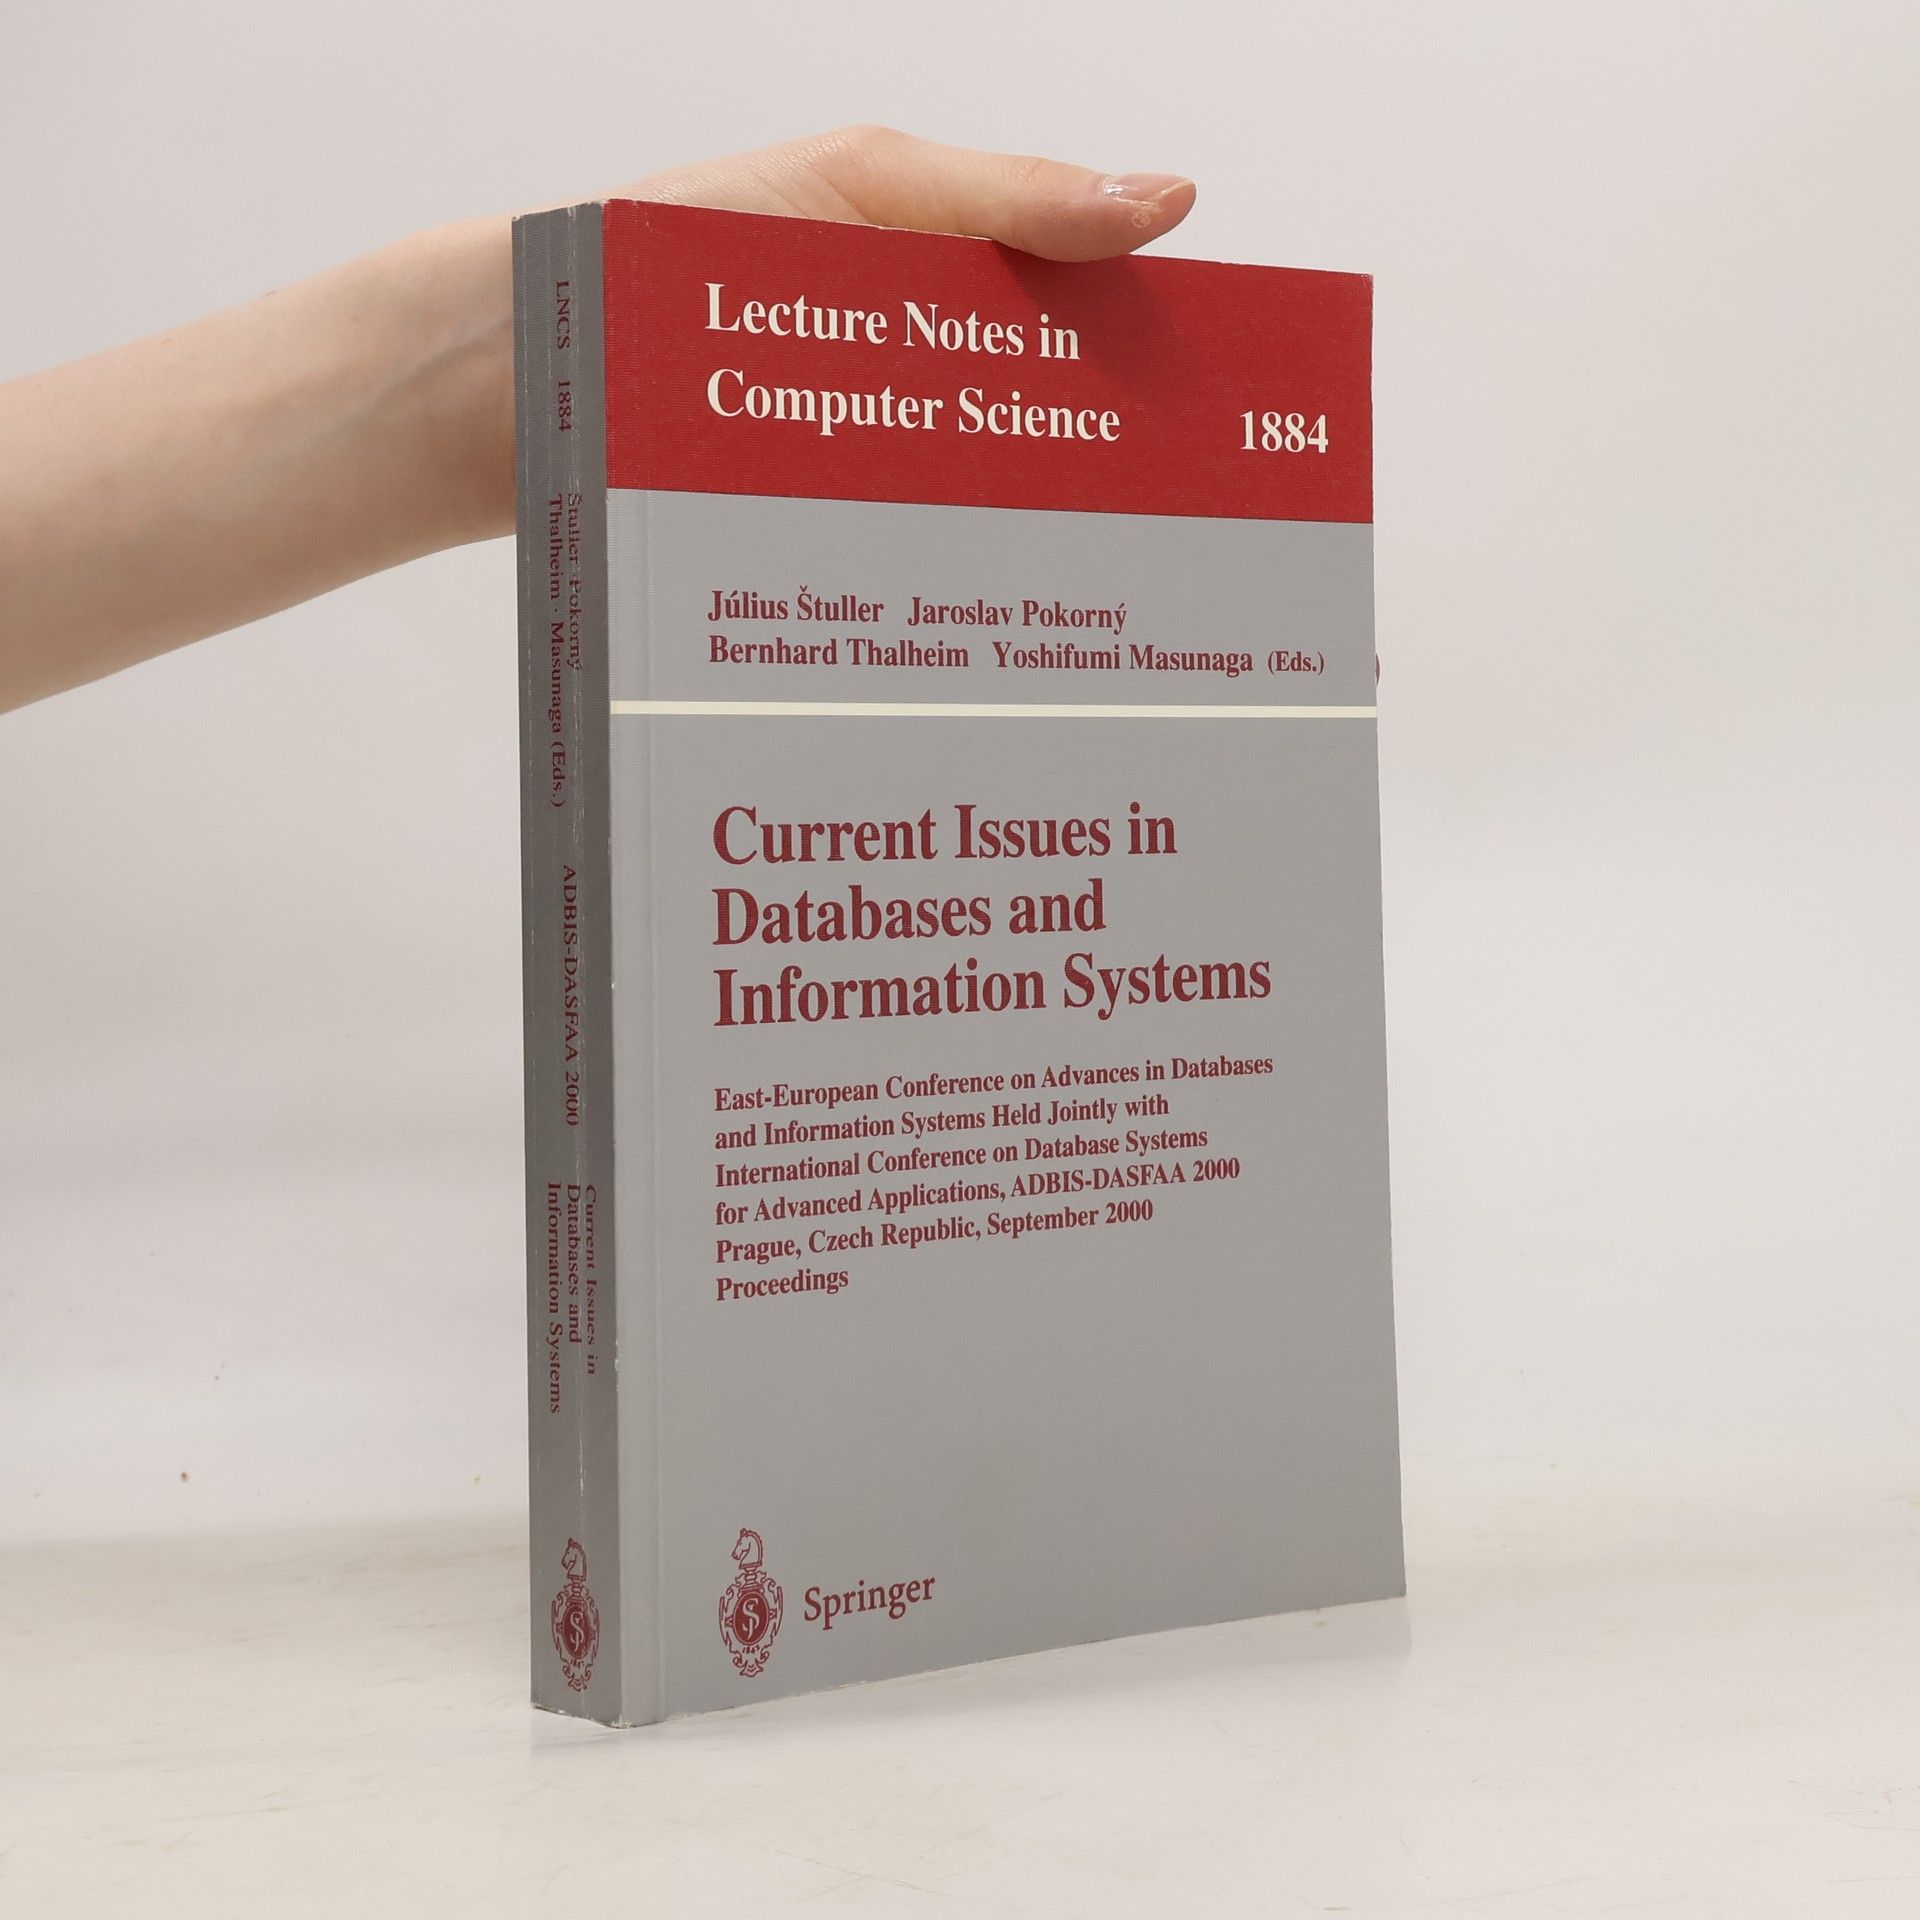 Lecture Notes in
Computer Science 1884
Július Štuller Jaroslav Pokorný
Bernhard Thalheim Yoshifumi Masunaga (Eds.)
Current Issues in
Databases and
Information Systems
East-European Conference on Advances in Databases
and Information Systems Held Jointly with
International Conference on Database Systems
for Advanced Applications, ADBIS-DASFAA 2000
Prague, Czech Republic, September 2000
Proceedings
Springer
LNCS 1884
Štuller · Pokorný
Thalheim · Masunaga (Eds.)
ADBIS-DASFAA 2000
Current Issues in
Databases and
Information Systems